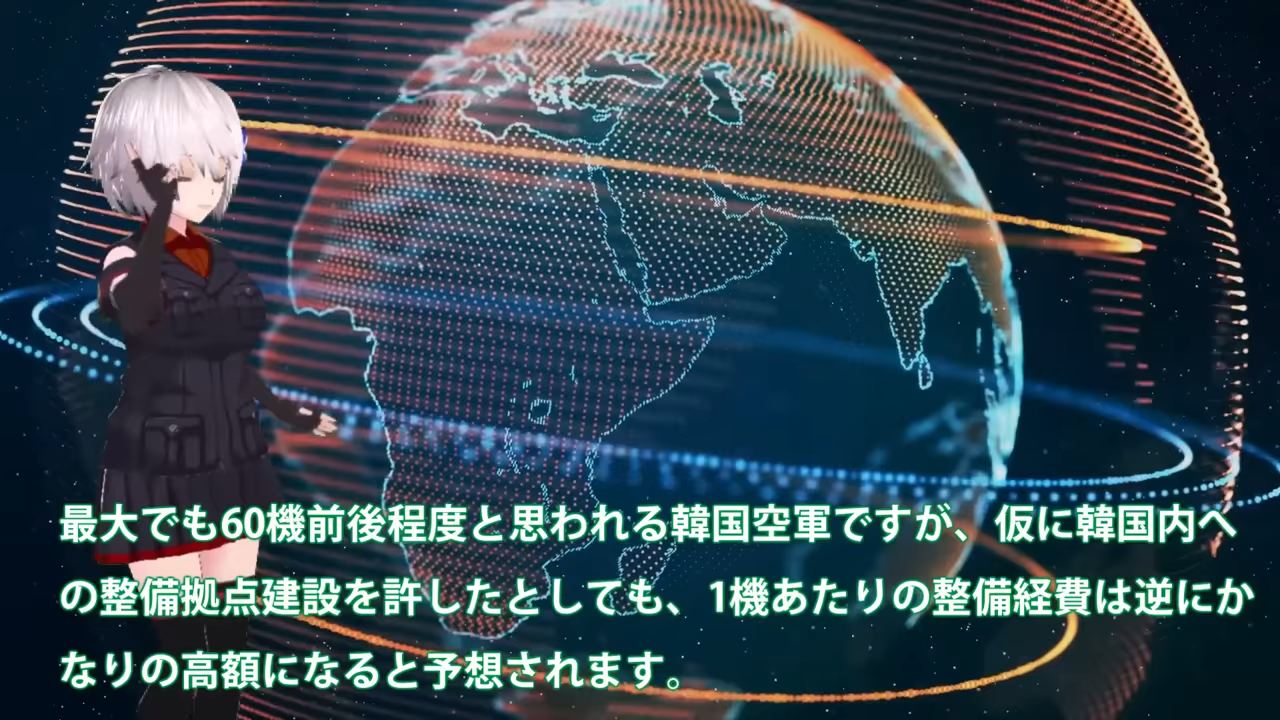 最大でも60機前後程度と思われる韓国空軍ですが、仮に韓国内へ
の整備拠点建設を許したとしても、1機あたりの整備経費は逆にか
なりの高額になると予想されます。